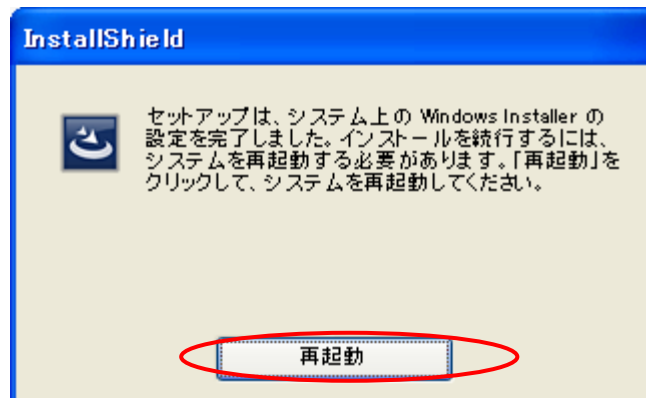 InstallShield
セットアップは、システム上の Windows Installer の
設定を完了しました。インストールを続行するには、
システムを再起動する必要があります。「再起動」を
クリックして、システムを再起動してください。
再起動